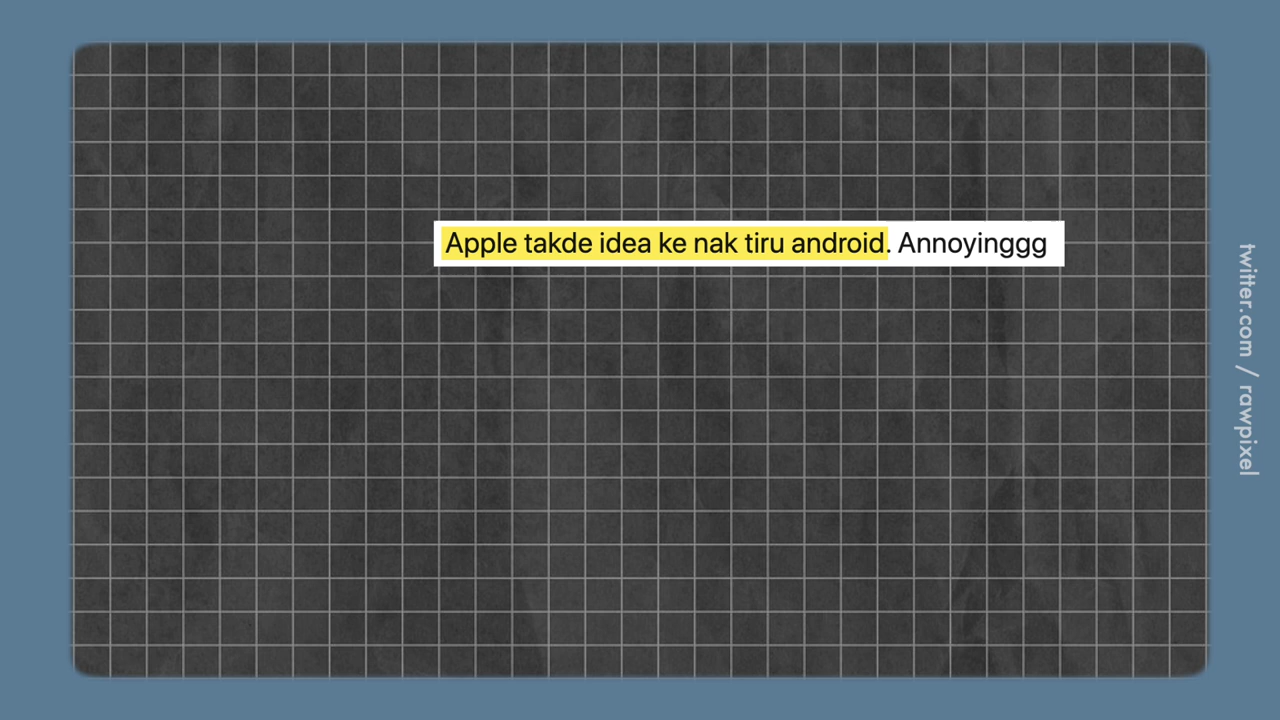 Apple takde idea ke nak tiru android. Annoyinggg
twitter.com / rawpixel